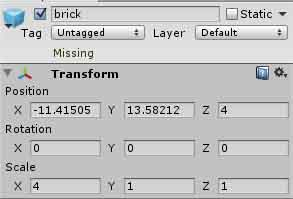 brick Static
Tag Untagged Layer Default
Missing
Transform
Position
X -11.41505 Y 13.58212 Z 4
Rotation
X 0 Y 0 Z 0
Scale
X 4 Y 1 Z 1